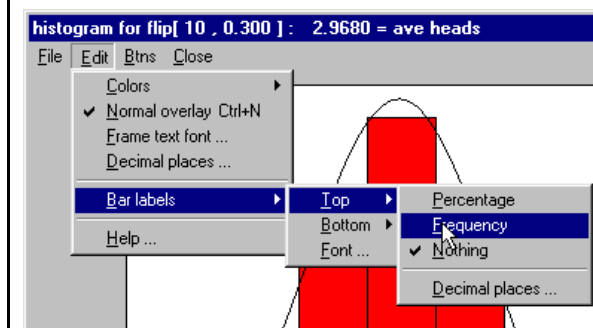 histogram for flip[ 10 , 0.300 ] :   2.9680 = ave heads
File Edit Btns Close
Colors
Normal overlay Ctrl+N
Frame text font ...
Decimal places ...
Bar labels
Help ...
Top
Bottom
Font ...
Percentage
Frequency
Nothing
Decimal places ...